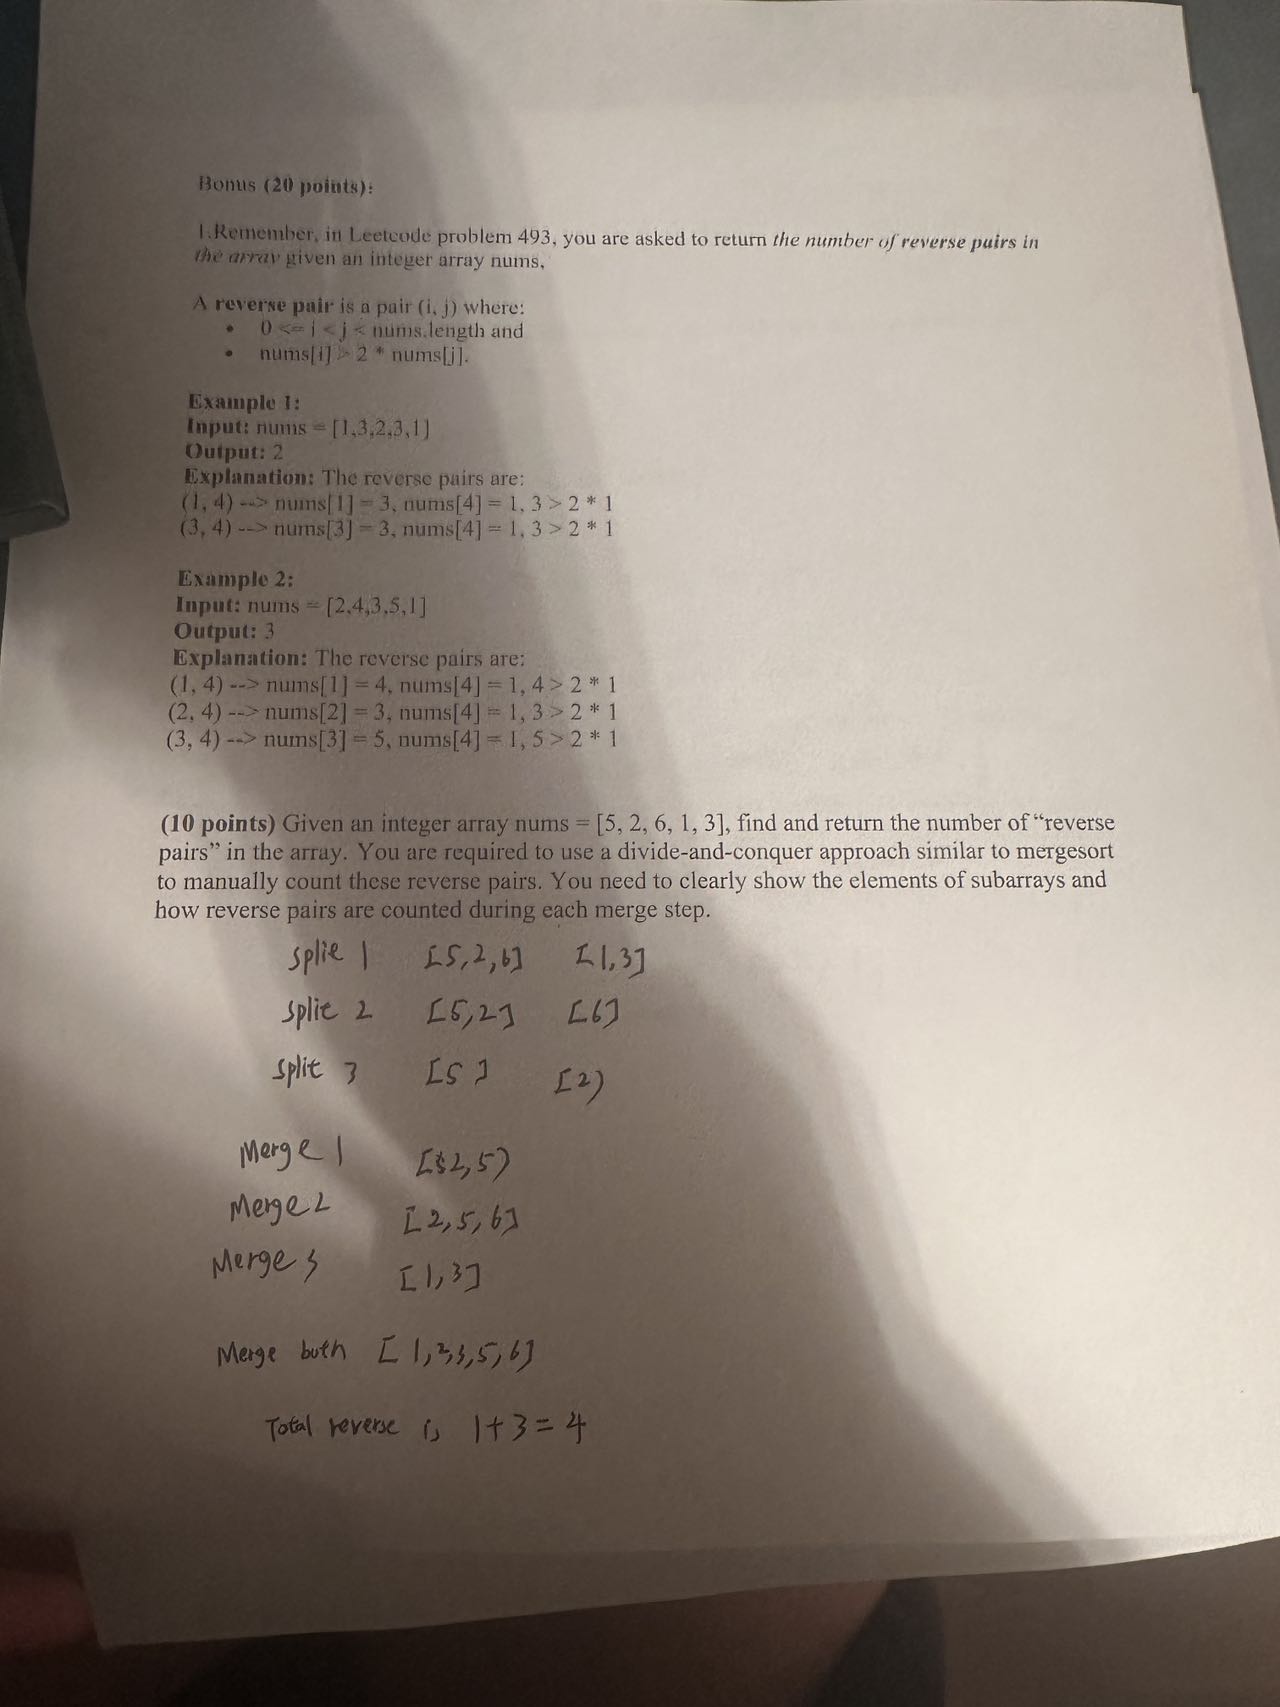 Bonus (20 points):
1.Remember, in Leetcode problem 493, you are asked to return the number of reverse pairs in
the array given an integer array nums,
A reverse pair is a pair (i, j) where:
• 0 <= i < j < nums.length and
• nums[i] > 2 * nums[j].
Example 1:
Input: nums = [1,3,2,3,1]
Output: 2
Explanation: The reverse pairs are:
(1, 4) --> nums[1] = 3, nums[4] = 1, 3 > 2 * 1
(3, 4) --> nums[3] = 3, nums[4] = 1, 3 > 2 * 1
Example 2:
Input: nums = [2,4,3,5,1]
Output: 3
Explanation: The reverse pairs are:
(1, 4) --> nums[1] = 4, nums[4] = 1, 4 > 2 * 1
(2, 4) --> nums[2] = 3, nums[4] = 1, 3 > 2 * 1
(3, 4) --> nums[3] = 5, nums[4] = 1, 5 > 2 * 1
(10 points) Given an integer array nums = [5, 2, 6, 1, 3], find and return the number of “reverse
pairs” in the array. You are required to use a divide-and-conquer approach similar to mergesort
to manually count these reverse pairs. You need to clearly show the elements of subarrays and
how reverse pairs are counted during each merge step.
Split 1 [5,2,6] [1,3]
Split 2 [5,2] [6]
Split 3 [5] [2)
Merge 1 [2,5)
Merge 2 [2,5,6]
Merge 3 [1,3]
Merge both [1,2,3,5,6]
Total reverse is 1+3=4